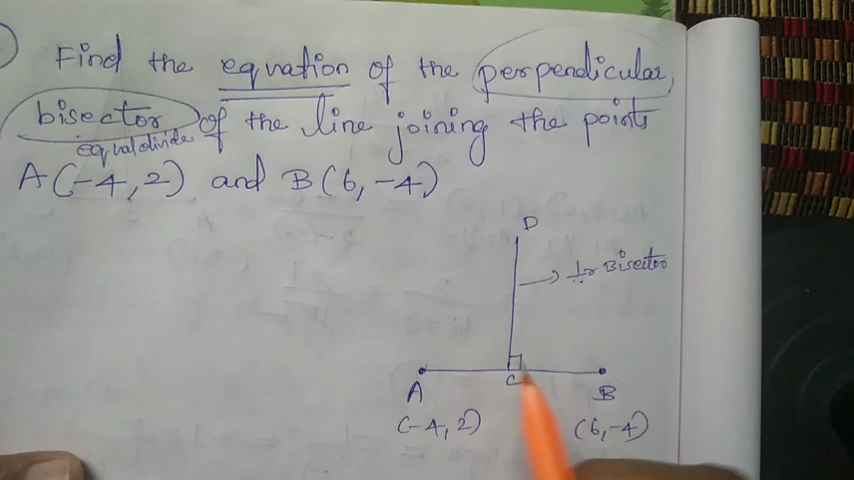 Find the equation of the perpendicular
bisector of the line joining the points
equal divide
A(-4, 2) and B(6, -4)
D
⊥r Bisector
A C B
(-4, 2) (6, -4)